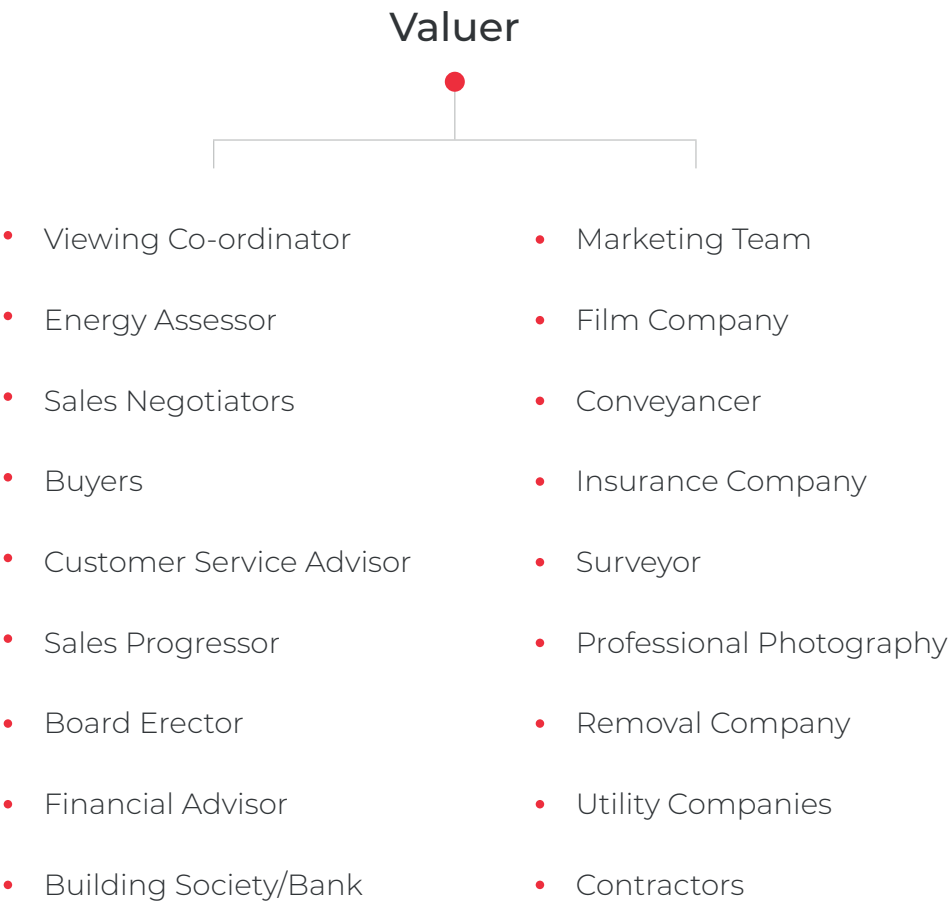 Valuer
Viewing Co-ordinator
Energy Assessor
Sales Negotiators
Buyers
Customer Service Advisor
Sales Progressor
Board Erector
Financial Advisor
Building Society/Bank
Marketing Team
Film Company
Conveyancer
Insurance Company
Surveyor
Professional Photography
Removal Company
Utility Companies
Contractors